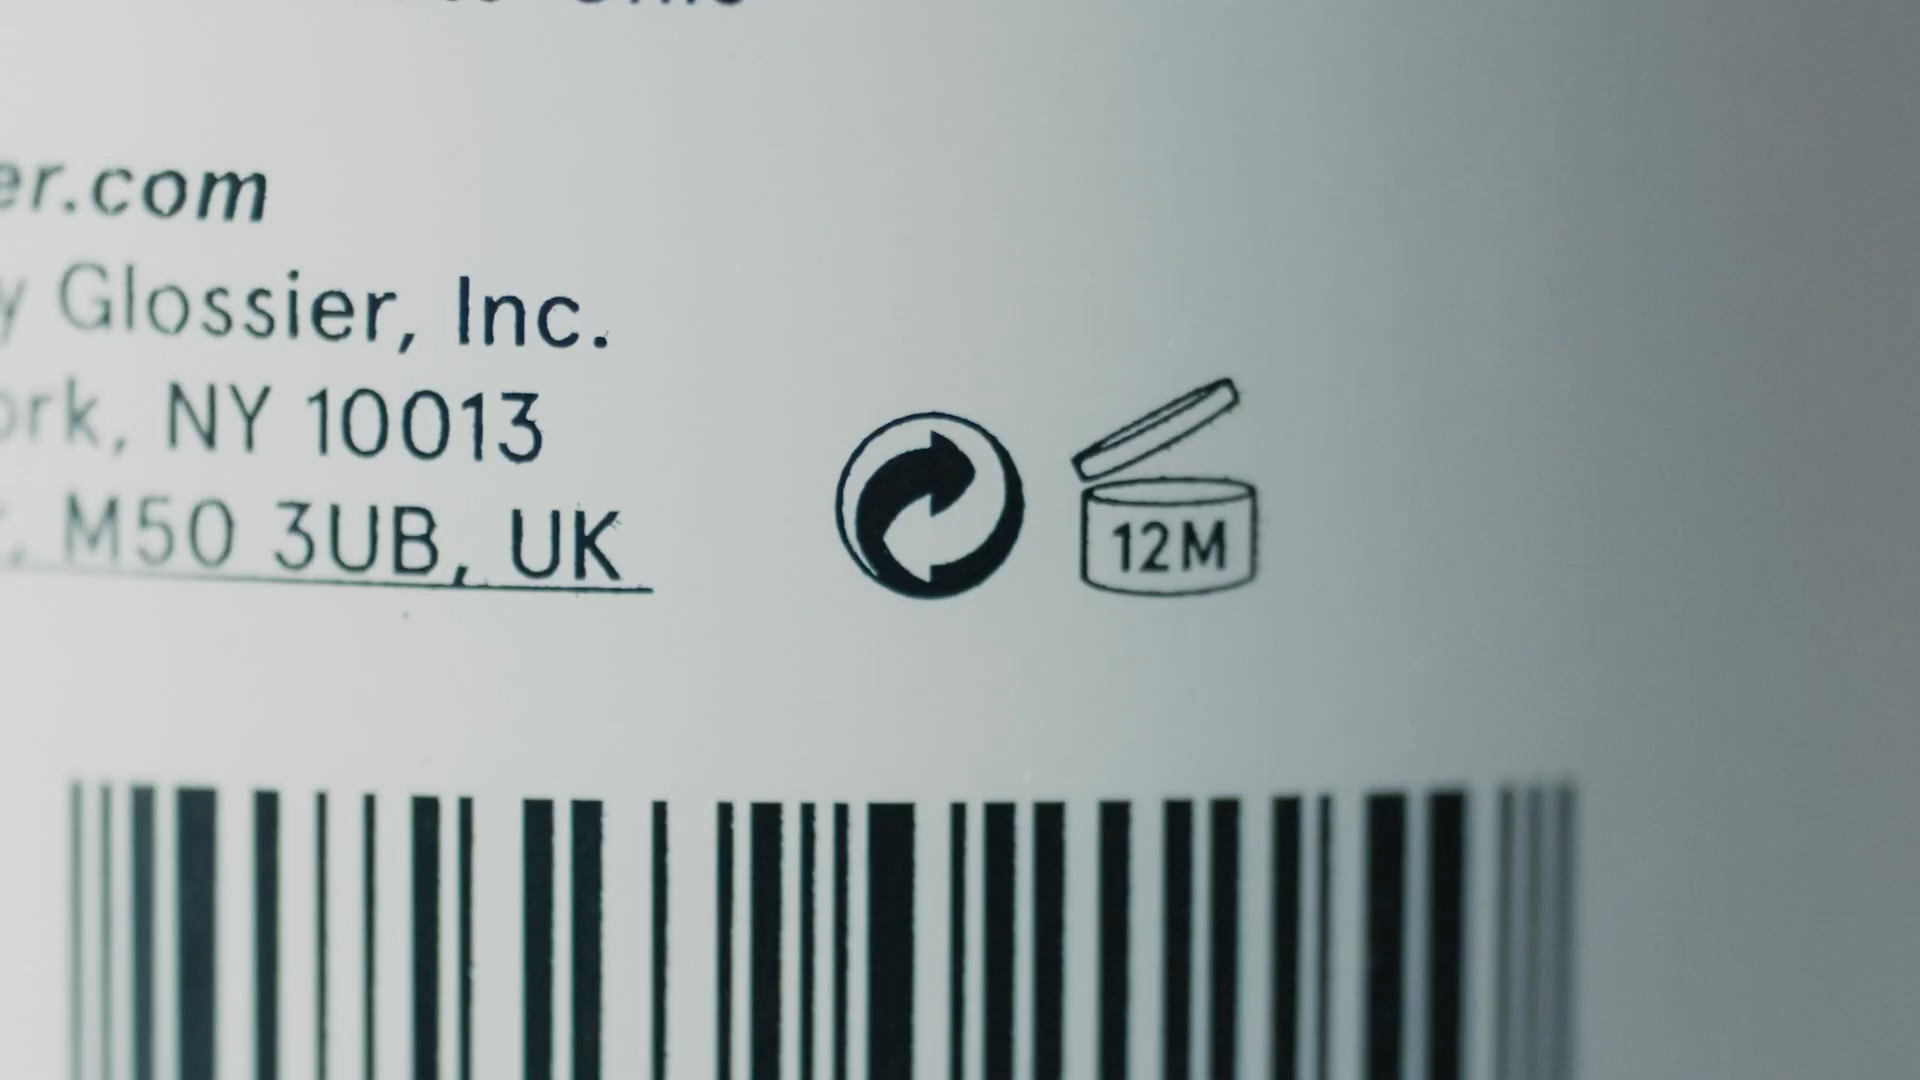 er.com
y Glossier, Inc.
ork, NY 10013
M50 3UB, UK
12M